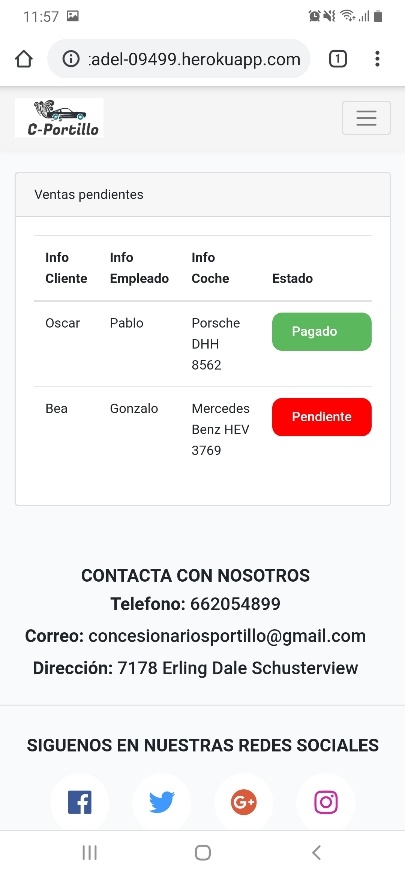 11:57
:adel-09499.herokuapp.com
1
C-Portillo
Ventas pendientes
Info Cliente Info Empleado Info Coche Estado
Oscar Pablo Porsche DHH 8562 Pagado
Bea Gonzalo Mercedes Benz HEV 3769 Pendiente
CONTACTA CON NOSOTROS
Telefono: 662054899
Correo: concesionariosportillo@gmail.com
Dirección: 7178 Erling Dale Schusterview
SIGUENOS EN NUESTRAS REDES SOCIALES